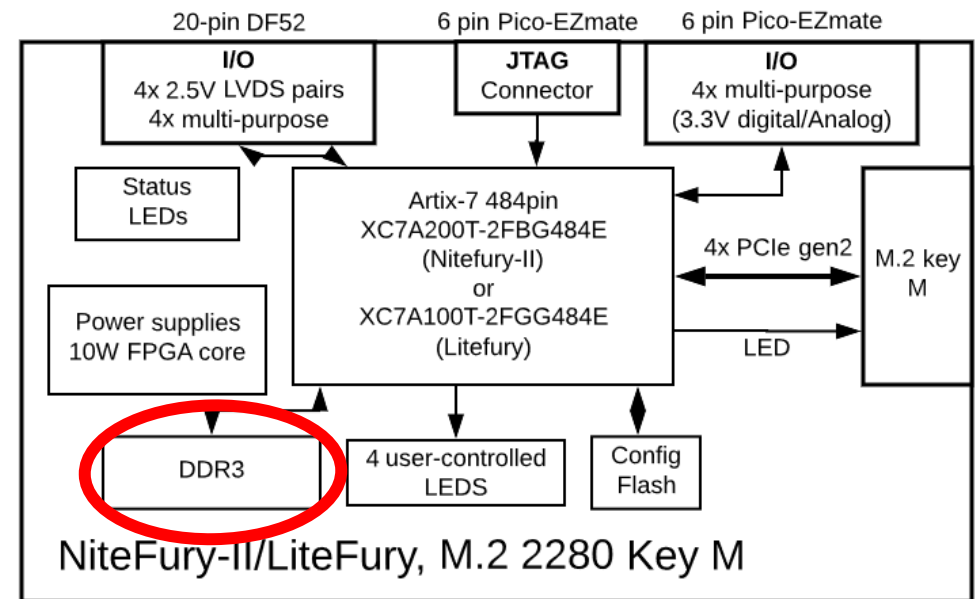 20-pin DF52
6 pin Pico-EZmate
6 pin Pico-EZmate
I/O
4x 2.5V LVDS pairs
4x multi-purpose
JTAG
Connector
I/O
4x multi-purpose
(3.3V digital/Analog)
Status
LEDs
Artix-7 484pin
XC7A200T-2FBG484E
(Nitefury-II)
or
XC7A100T-2FGG484E
(Litefury)
4x PCIe gen2
M.2 key
M
LED
Power supplies
10W FPGA core
DDR3
4 user-controlled
LEDS
Config
Flash
NiteFury-II/LiteFury, M.2 2280 Key M